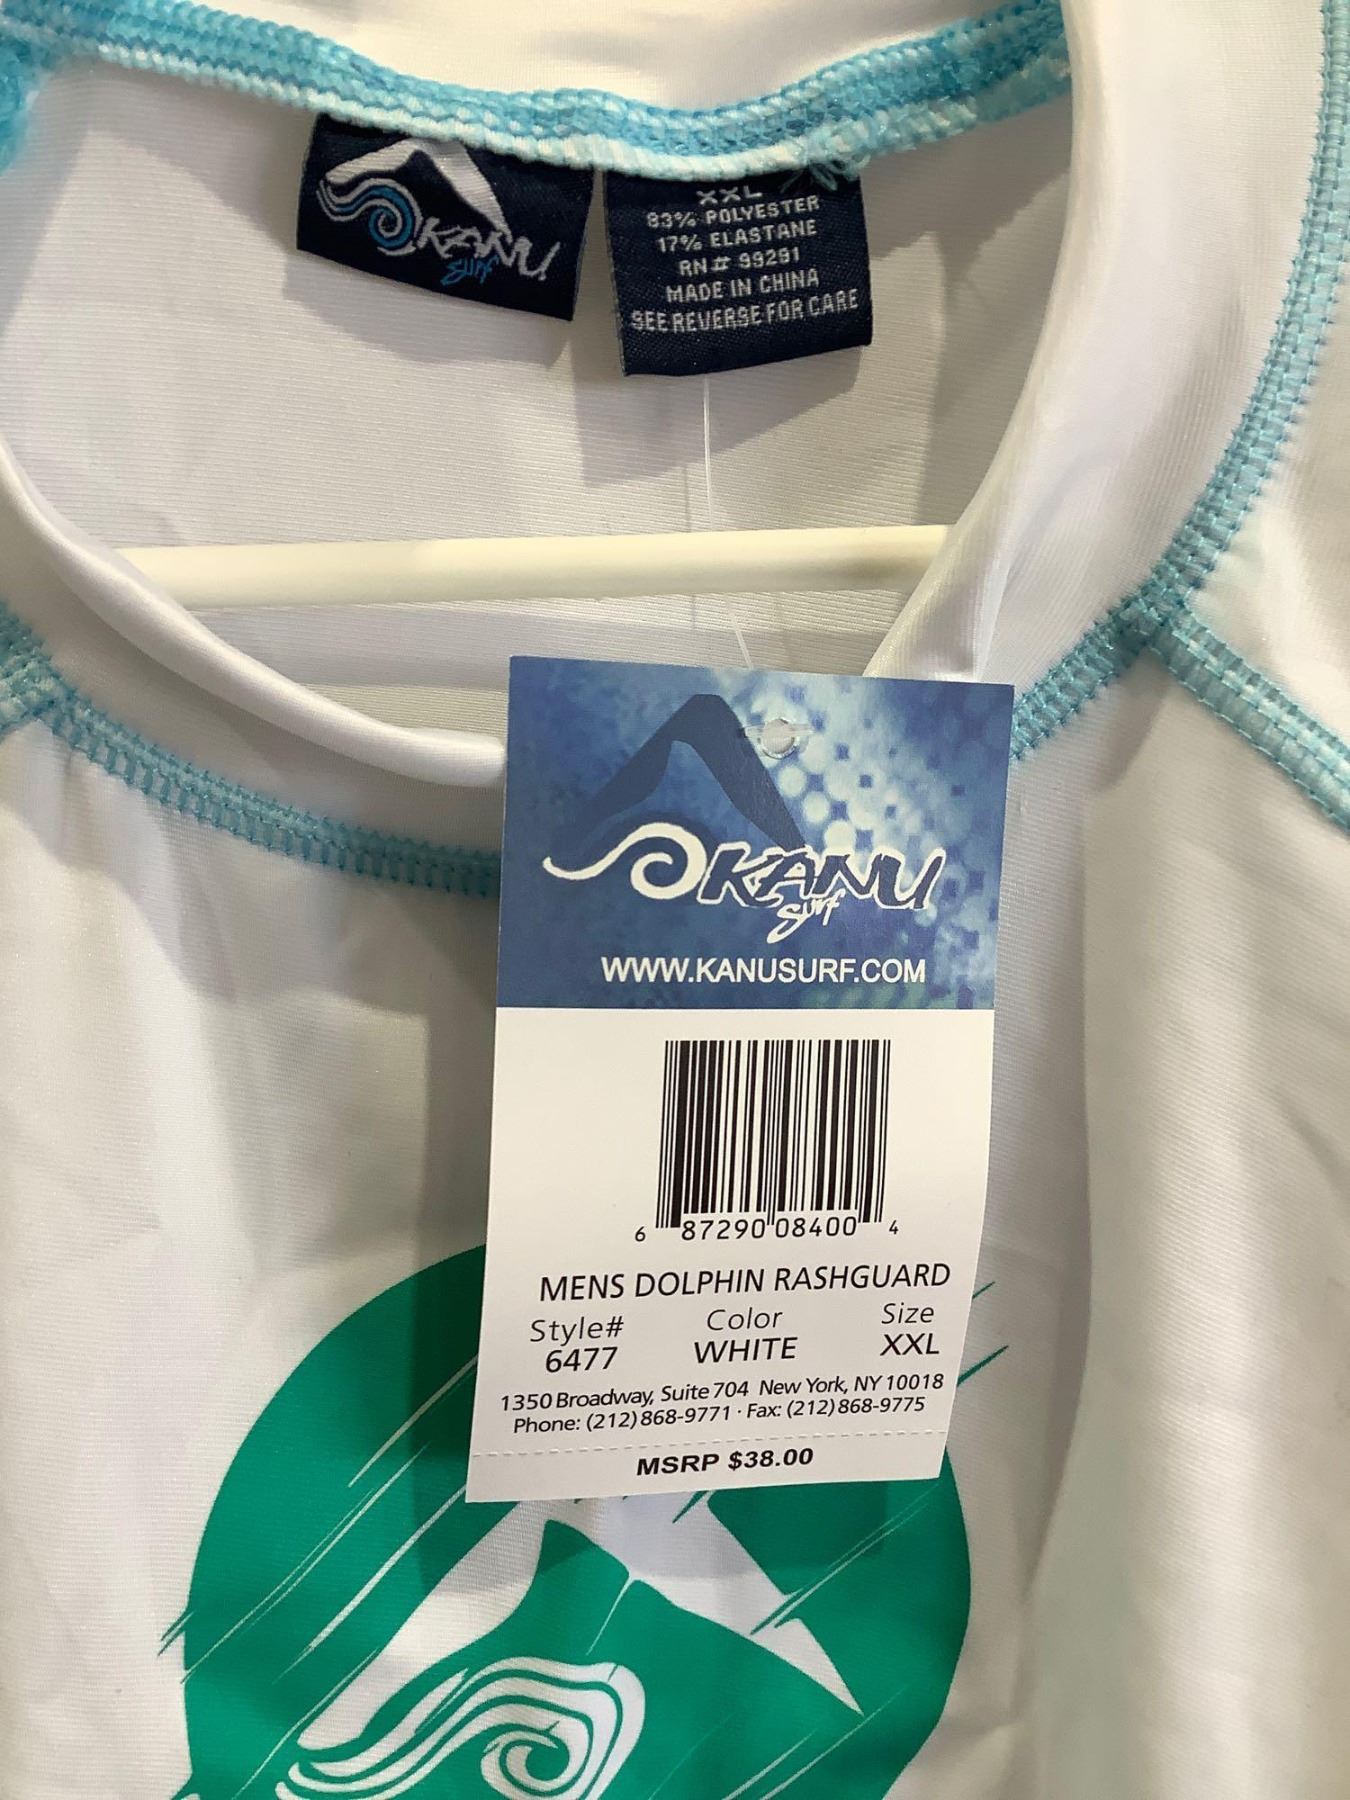 KANU
Surf
XXL
83% POLYESTER
17% ELASTANE
RN# 99291
MADE IN CHINA
SEE REVERSE FOR CARE
KANU
Surf
WWW.KANUSURF.COM
6 87290 08400 4
MENS DOLPHIN RASHGUARD
Style# Color Size
6477 WHITE XXL
1350 Broadway, Suite 704 New York, NY 10018
Phone: (212) 868-9771 · Fax: (212) 868-9775
MSRP $38.00